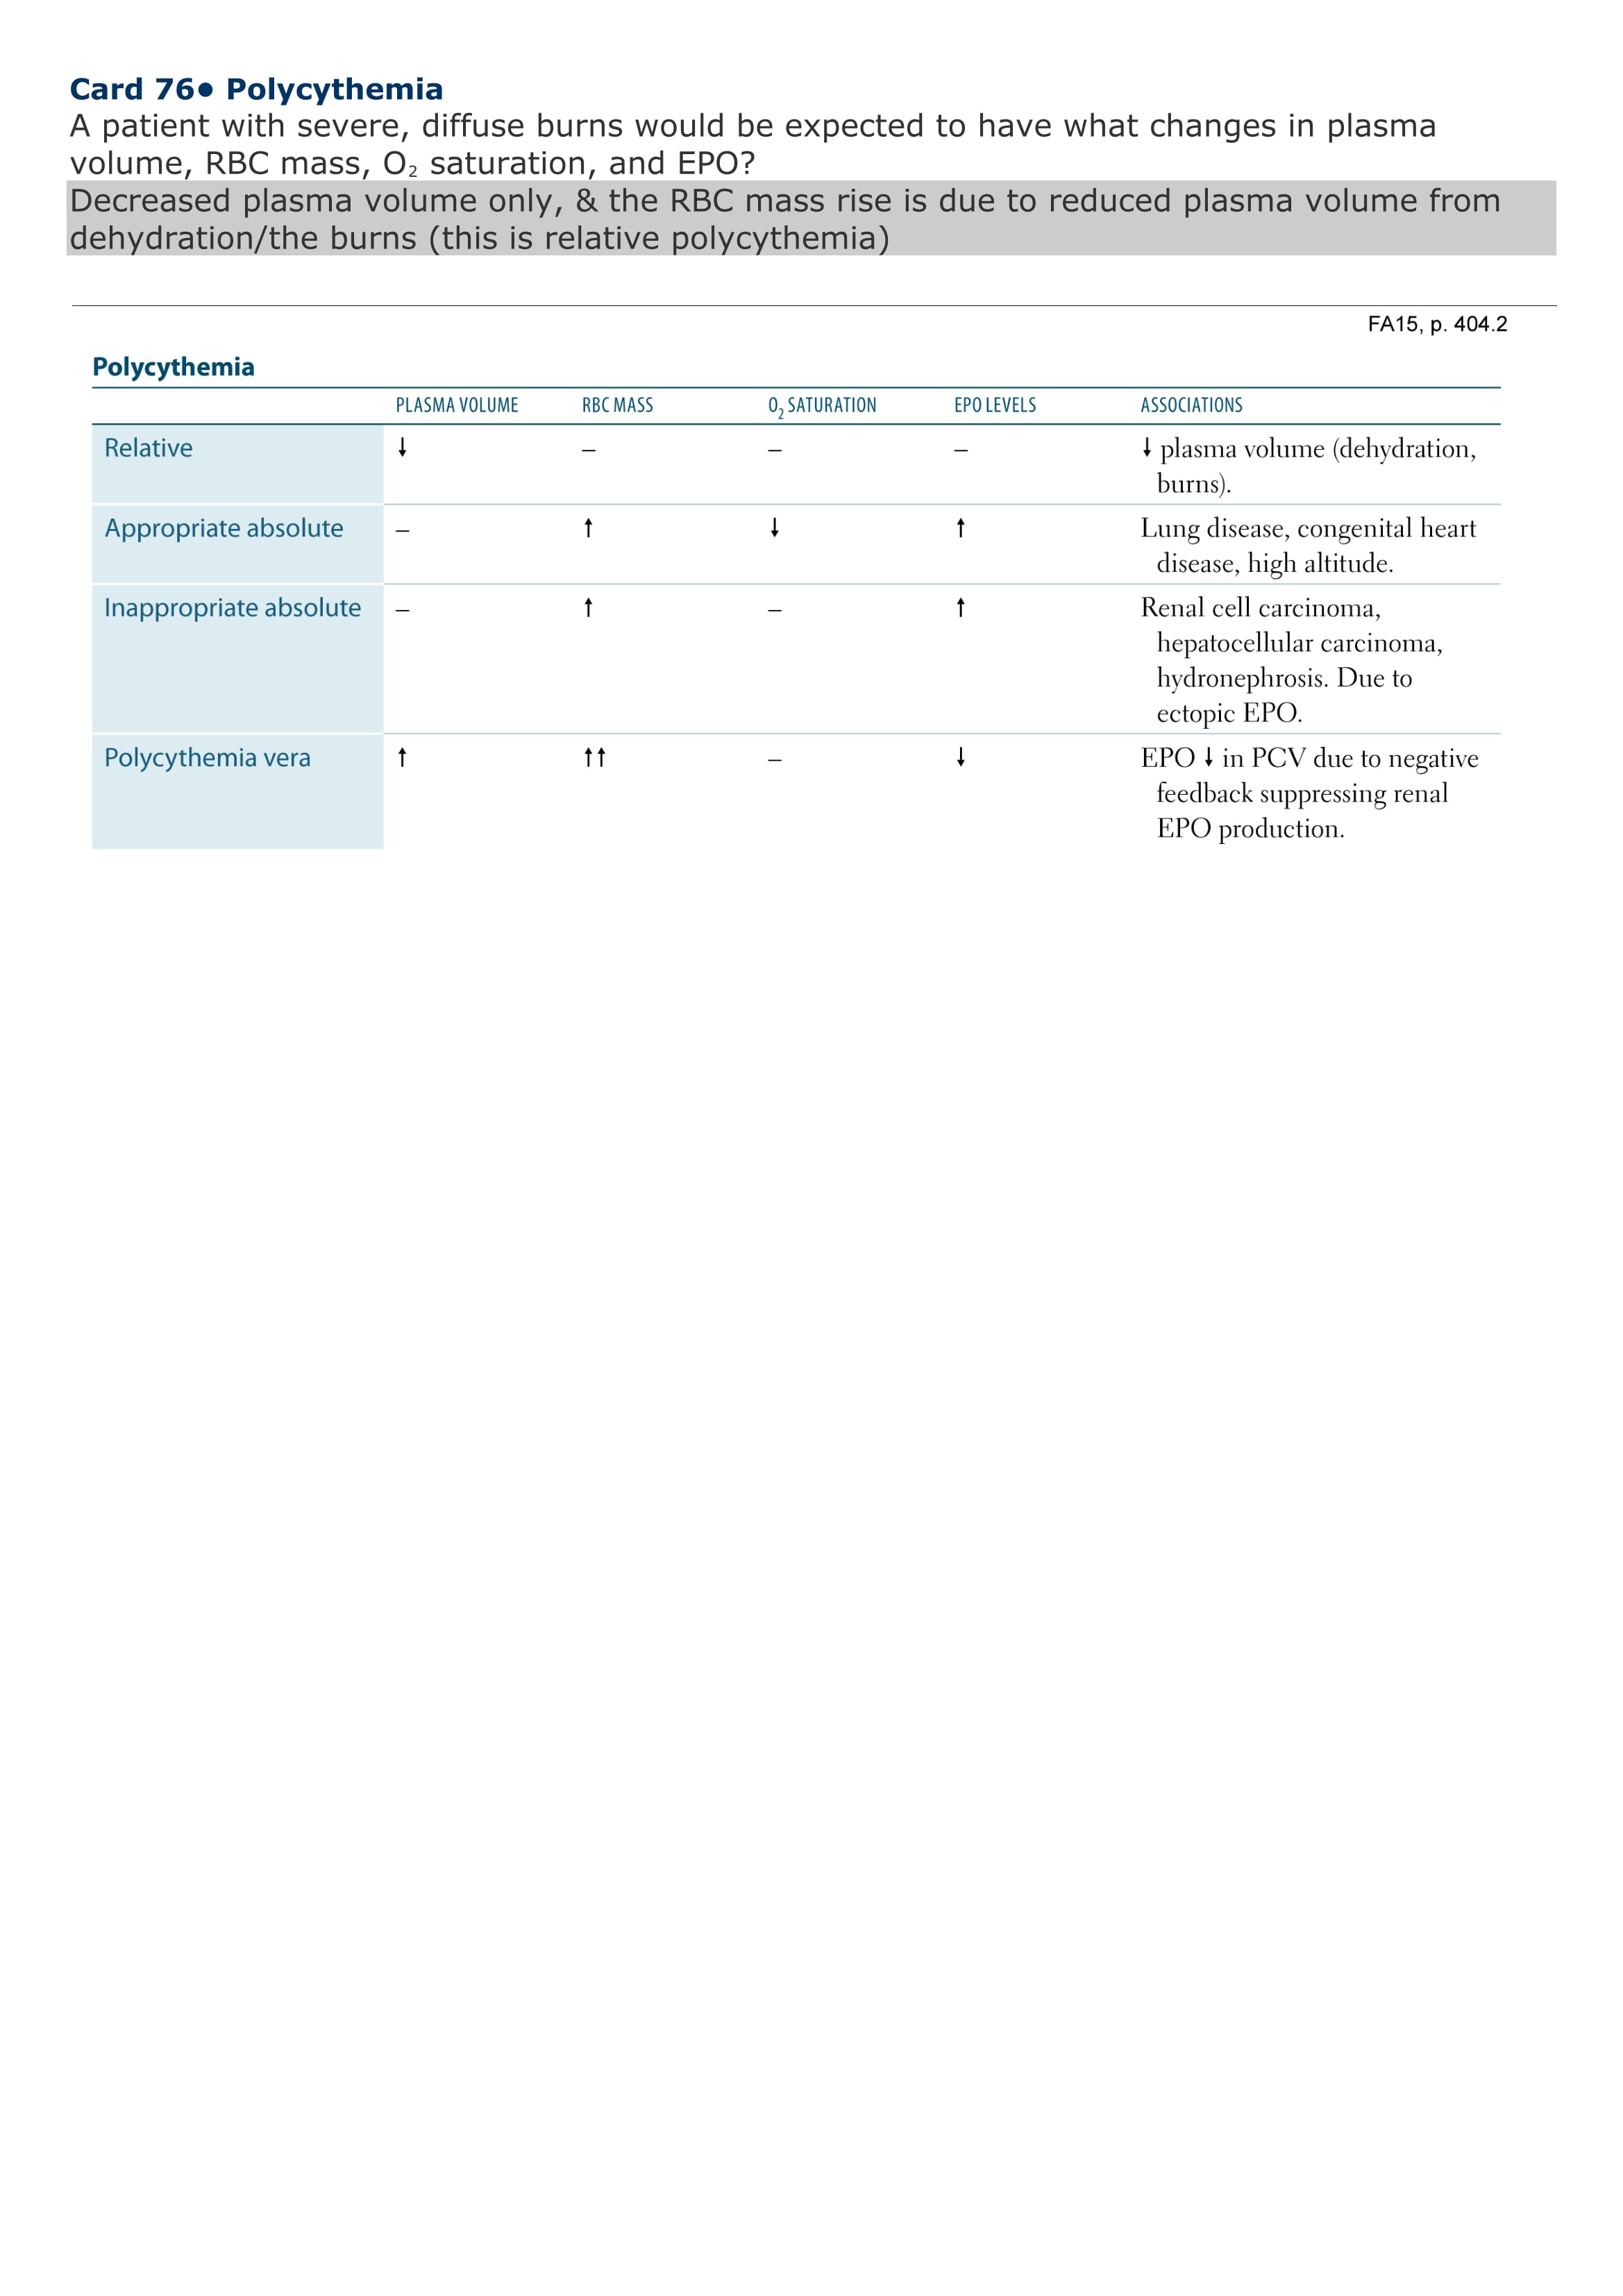 Card 76● Polycythemia
A patient with severe, diffuse burns would be expected to have what changes in plasma
volume, RBC mass, O₂ saturation, and EPO?
Decreased plasma volume only, & the RBC mass rise is due to reduced plasma volume from
dehydration/the burns (this is relative polycythemia)
FA15, p. 404.2
Polycythemia
PLASMA VOLUME RBC MASS O₂ SATURATION EPO LEVELS ASSOCIATIONS
Relative ↓ – – – ↓ plasma volume (dehydration,
burns).
Appropriate absolute – ↑ ↓ ↑ Lung disease, congenital heart
disease, high altitude.
Inappropriate absolute – ↑ – ↑ Renal cell carcinoma,
hepatocellular carcinoma,
hydronephrosis. Due to
ectopic EPO.
Polycythemia vera ↑ ↑↑ – ↓ EPO ↓ in PCV due to negative
feedback suppressing renal
EPO production.